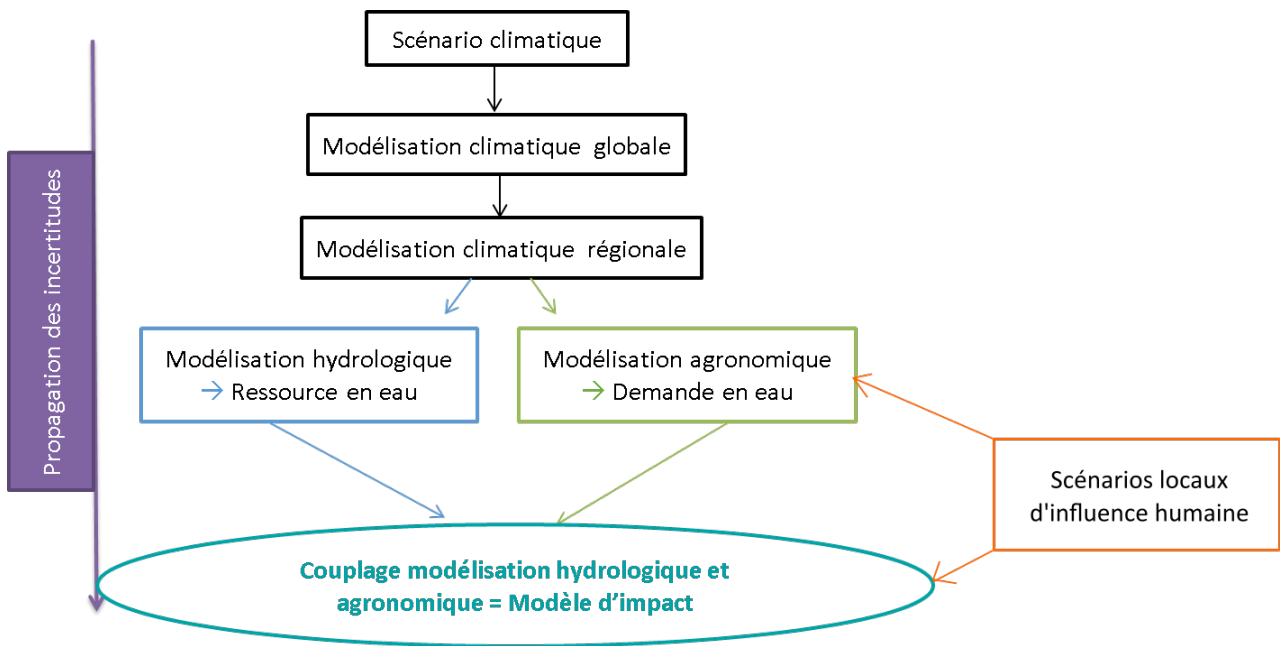 Scénario climatique
Modélisation climatique globale
Modélisation climatique régionale
Propagation des incertitudes
Modélisation hydrologique
→ Ressource en eau
Modélisation agronomique
→ Demande en eau
Scénarios locaux
d'influence humaine
Couplage modélisation hydrologique et
agronomique = Modèle d’impact